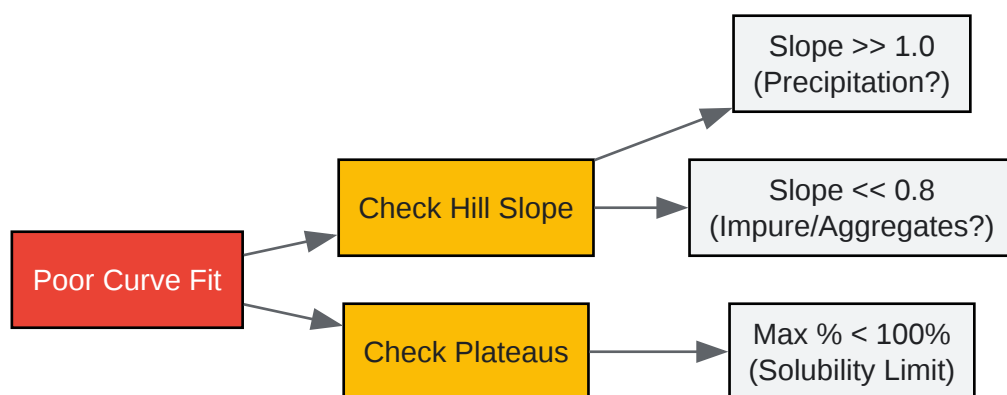 Poor Curve Fit
Check Hill Slope
Check Plateaus
Slope >> 1.0
(Precipitation?)
Slope << 0.8
(Impure/Aggregates?)
Max % < 100%
(Solubility Limit)